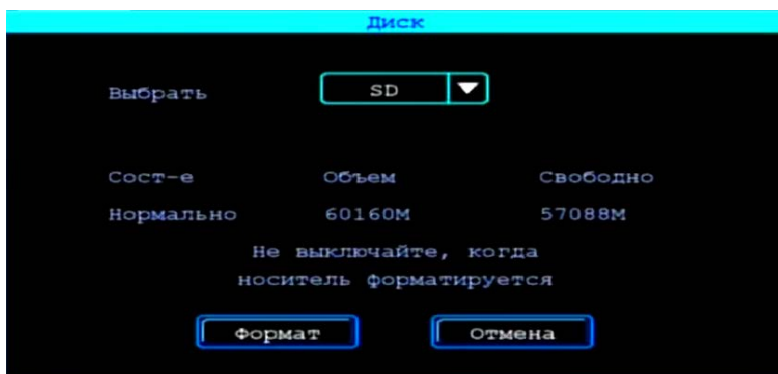 Диск
Выбрать SD
Сост-е Объем Свободно
Нормально 60160M 57088M
Не выключайте, когда
носитель форматируется
Формат Отмена